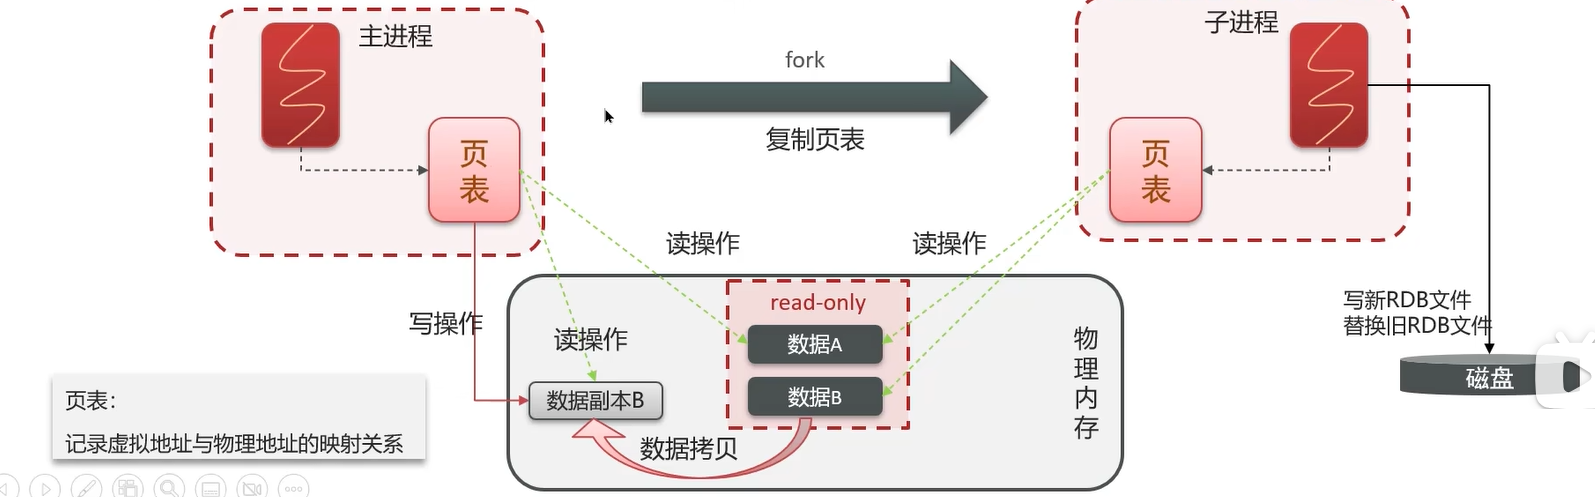 主进程
子进程
fork
复制页表
页
表
页
表
读操作
读操作
read-only
写操作
读操作
数据A
数据B
数据副本B
数据拷贝
物
理
内
存
写新RDB文件
替换旧RDB文件
磁盘
页表：
记录虚拟地址与物理地址的映射关系